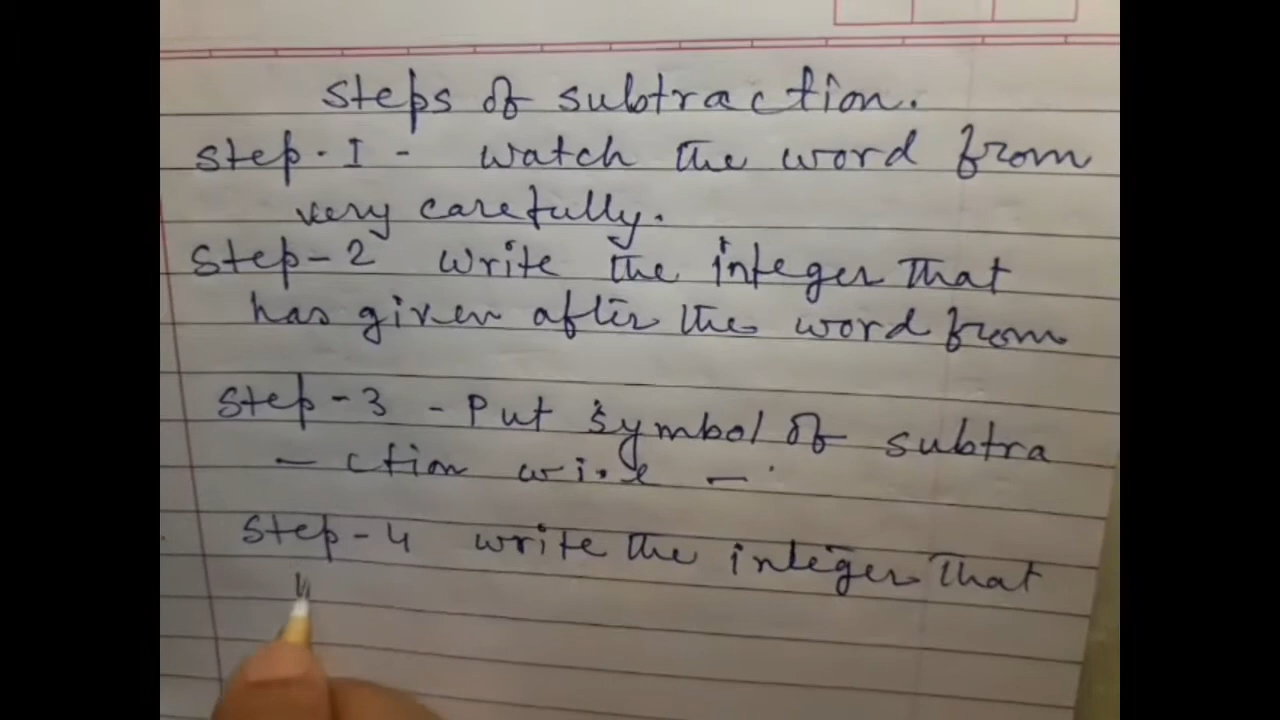 steps of subtraction.
step-I - watch the word from
very carefully.
step-2 write the integer that
has given after the word from
step-3 - Put symbol of subtra
- ction wise -
step-4 write the integer that